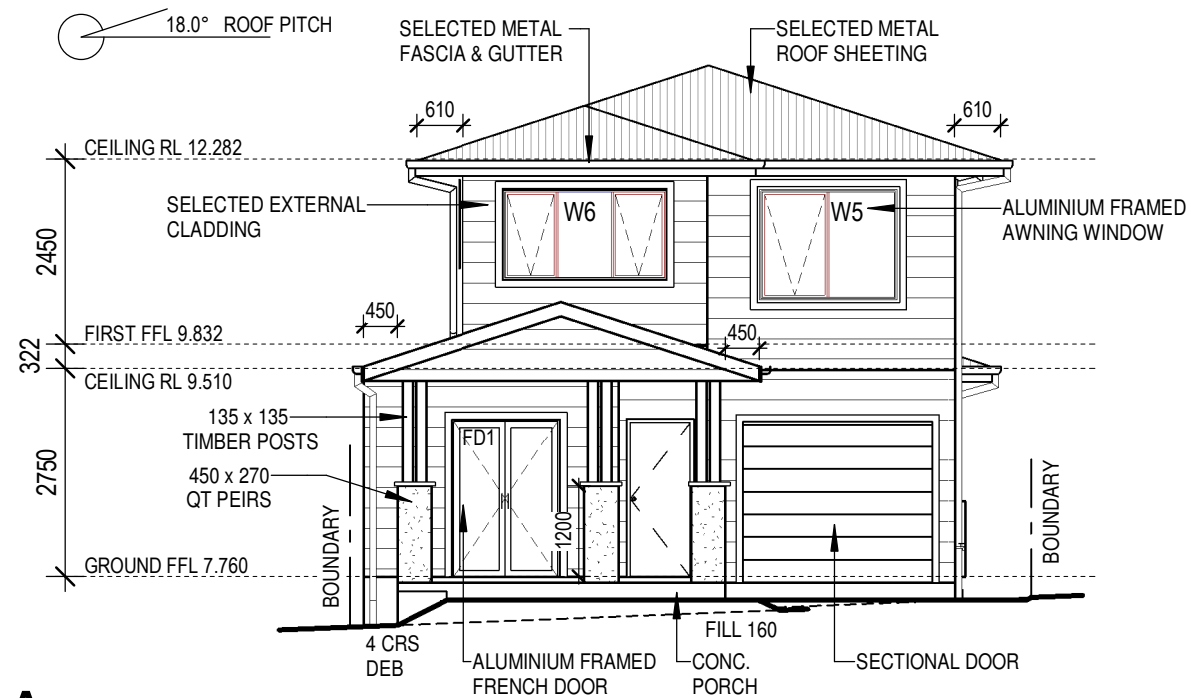 18.0° ROOF PITCH
SELECTED METAL
FASCIA & GUTTER
SELECTED METAL
ROOF SHEETING
610
610
CEILING RL 12.282
SELECTED EXTERNAL
CLADDING
W6
W5
ALUMINIUM FRAMED
AWNING WINDOW
2450
450
450
FIRST FFL 9.832
322
CEILING RL 9.510
135 x 135
TIMBER POSTS
FD1
450 x 270
QT PEIRS
2750
1200
BOUNDARY
BOUNDARY
GROUND FFL 7.760
4 CRS
DEB
FILL 160
ALUMINIUM FRAMED
FRENCH DOOR
CONC.
PORCH
SECTIONAL DOOR